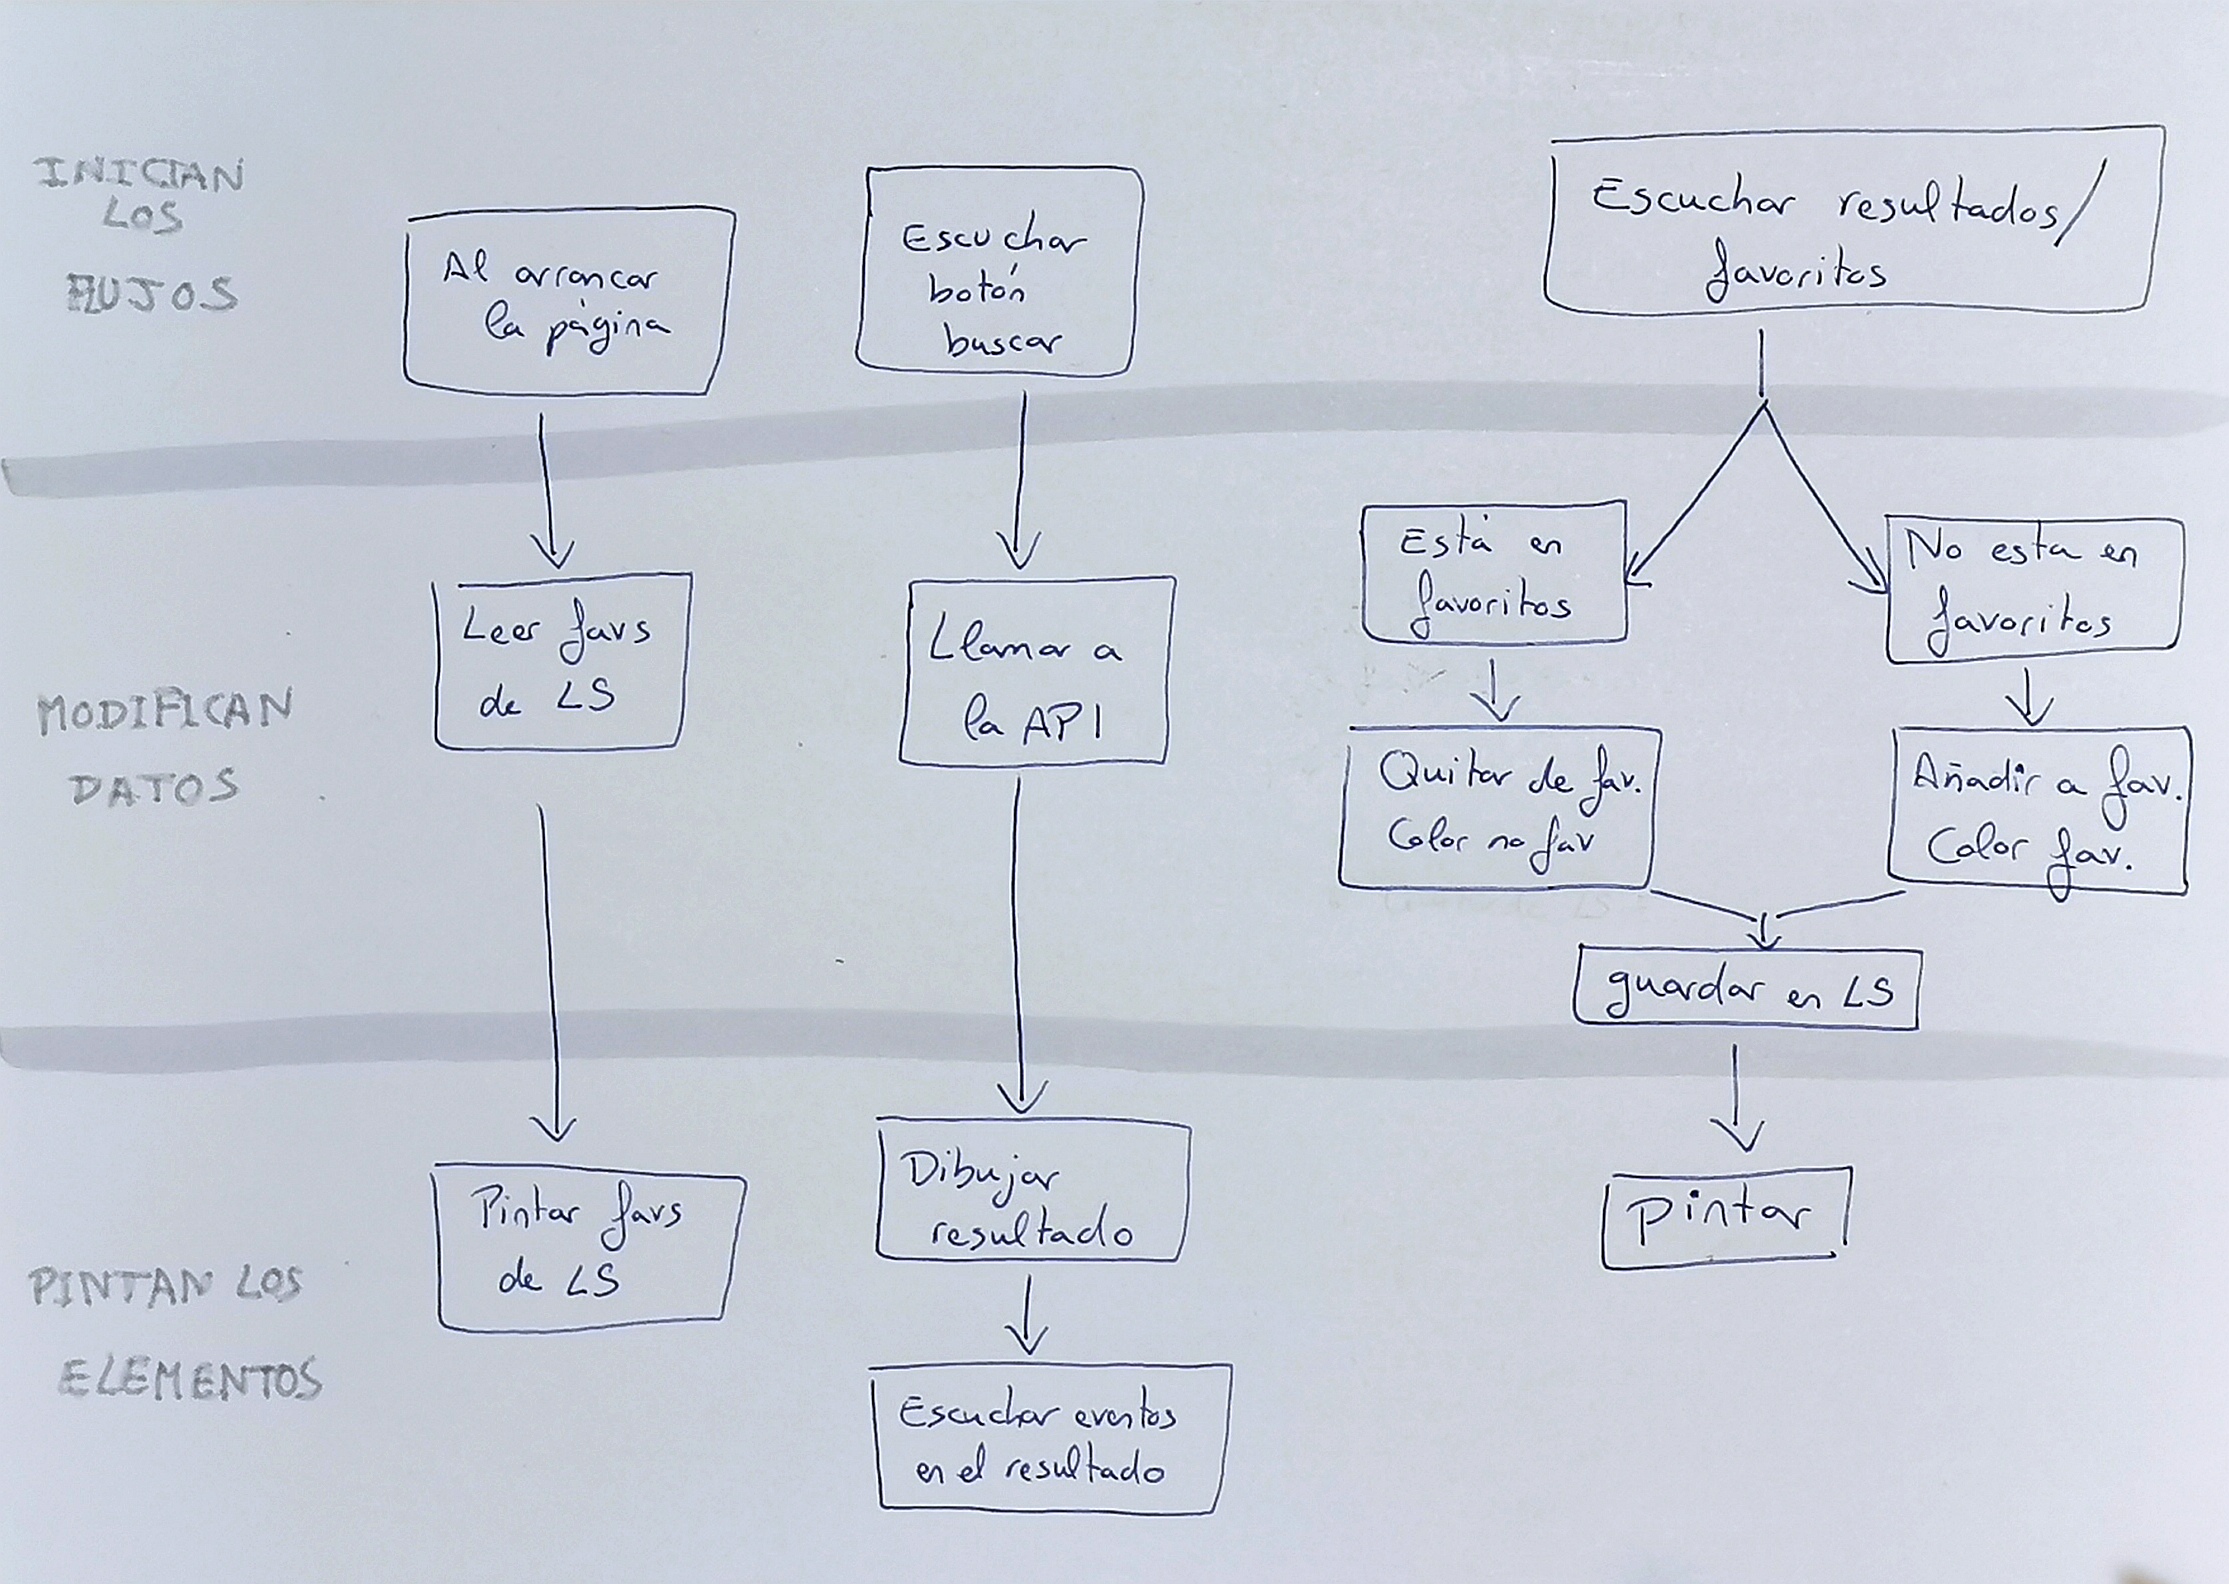 INICIAN
LOS
FLUJOS
Al arrancar
la página
Escuchar
botón
buscar
Escuchar resultados/
favoritos
MODIFICAN
DATOS
Leer favs
de LS
Llamar a
la API
Está en
favoritos
No esta en
favoritos
Quitar de fav.
Color no fav
Añadir a fav.
Color fav.
guardar en LS
PINTAN LOS
ELEMENTOS
Pintar favs
de LS
Dibujar
resultado
Escuchar eventos
en el resultado
Pintar